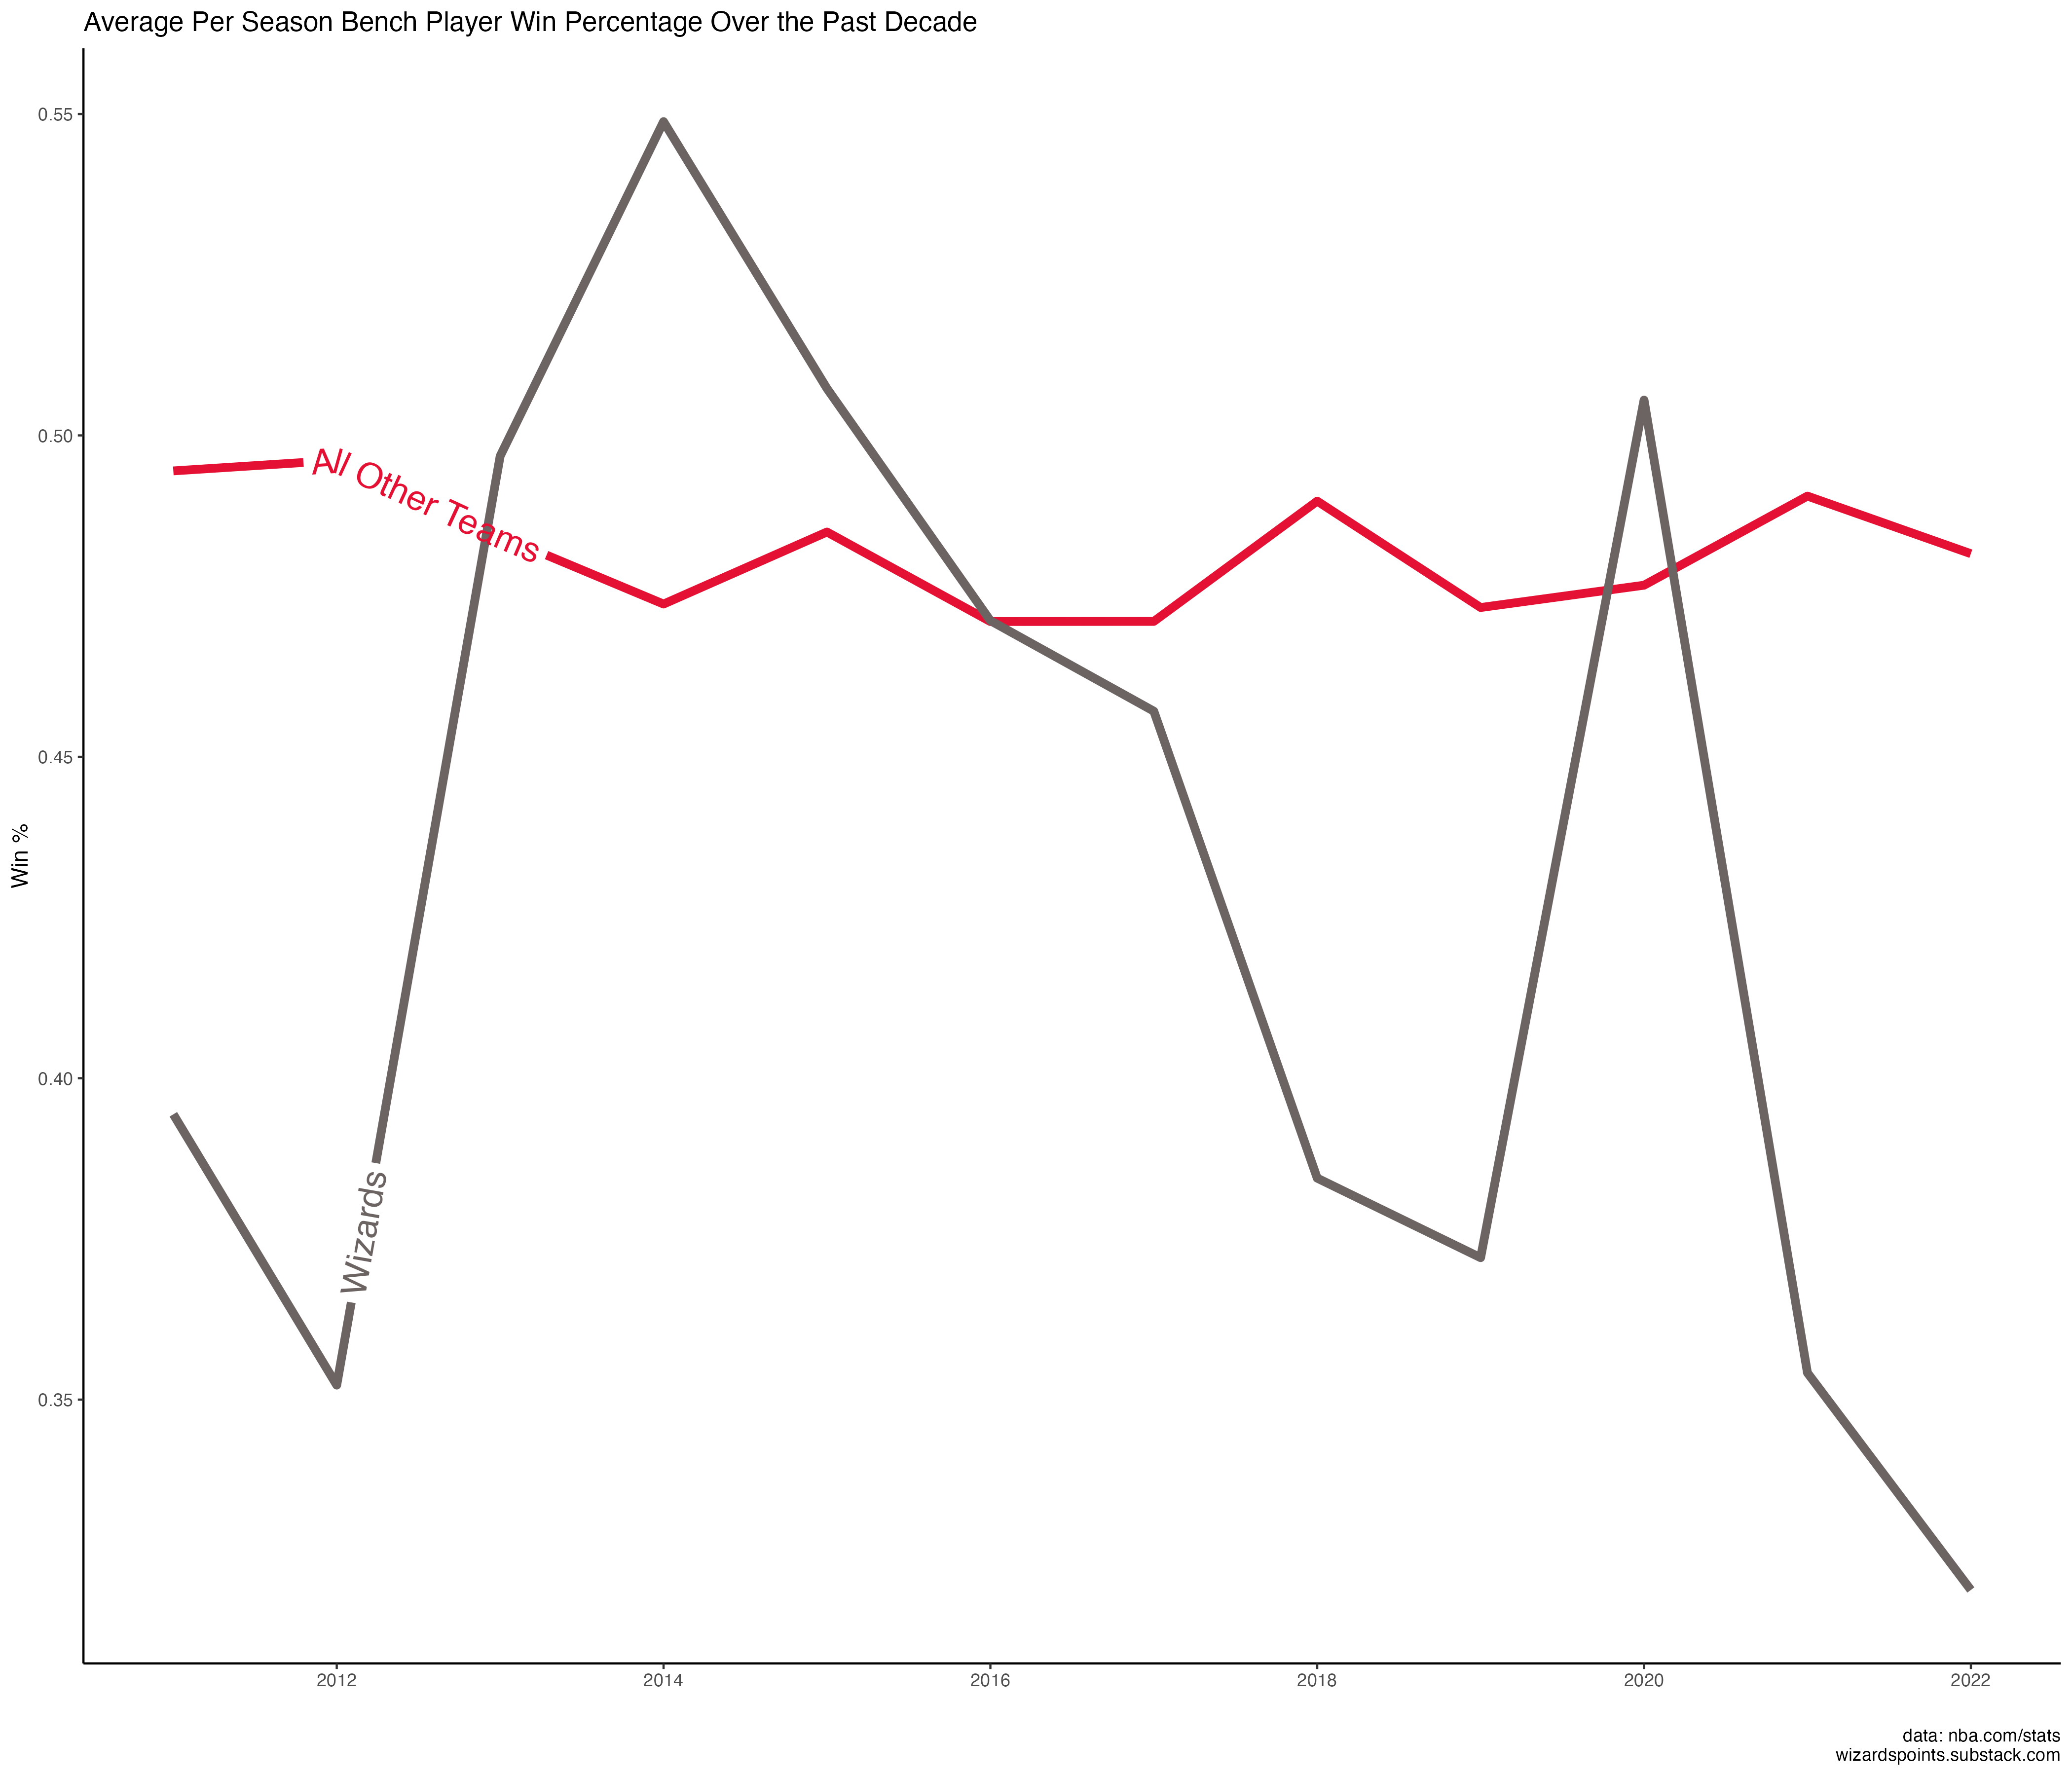 Average Per Season Bench Player Win Percentage Over the Past Decade
0.55
0.50
0.45
0.40
0.35
Win %
All Other Teams
Wizards
2012
2014
2016
2018
2020
2022
data: nba.com/stats
wizardspoints.substack.com